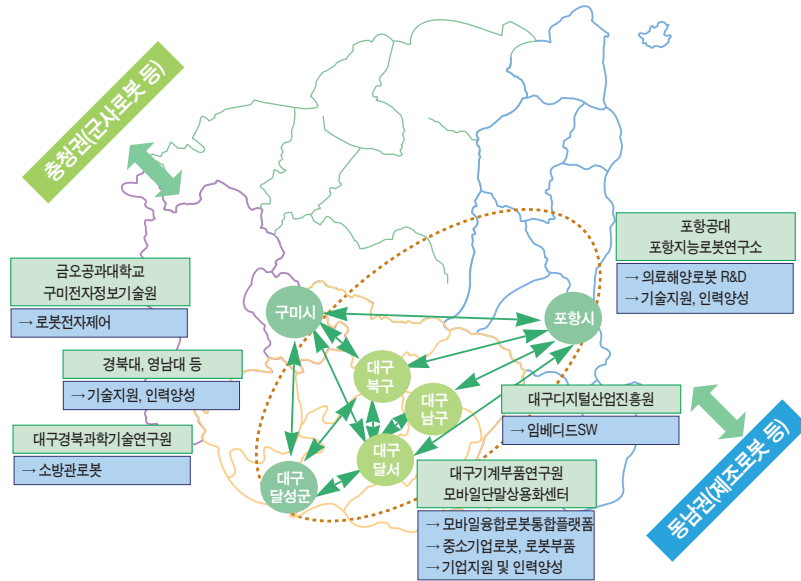 충청권(군사로봇 등)
포항공대
포항지능로봇연구소
→ 의료해양로봇 R&D
→ 기술지원, 인력양성
금오공과대학교
구미전자정보기술원
→ 로봇전자제어
구미시
포항시
경북대, 영남대 등
→ 기술지원, 인력양성
대구
북구
대구
남구
대구디지털산업진흥원
→ 임베디드SW
대구경북과학기술연구원
→ 소방관로봇
대구
달서
대구
달성군
대구기계부품연구원
모바일단말상용화센터
→ 모바일융합로봇통합플랫폼
→ 중소기업로봇, 로봇부품
→ 기업지원 및 인력양성
동남권(제조로봇 등)